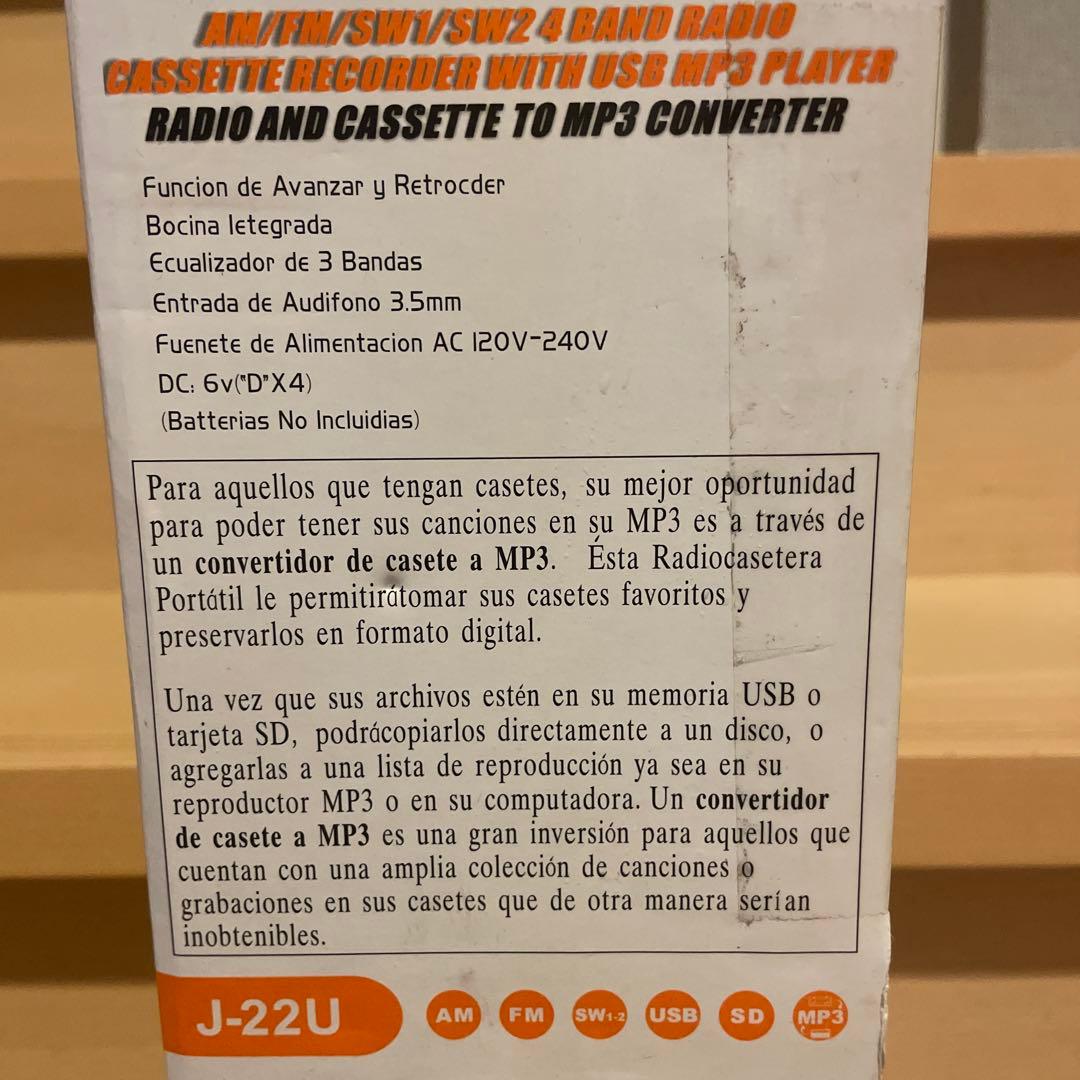 AM/FM/SW1/SW2 4 BAND RADIO
CASSETTE RECORDER WITH USB MP3 PLAYER
RADIO AND CASSETTE TO MP3 CONVERTER
Funcion de Avanzar y Retrocder
Bocina Ietegrada
Ecualizador de 3 Bandas
Entrada de Audifono 3.5mm
Fuenete de Alimentacion AC 120V-240V
DC: 6v("D"X4)
(Batterias No Incluidias)
Para aquellos que tengan casetes, su mejor oportunidad
para poder tener sus canciones en su MP3 es a través de
un convertidor de casete a MP3. Ésta Radiocasetera
Portátil le permitirátomar sus casetes favoritos y
preservarlos en formato digital.
Una vez que sus archivos estén en su memoria USB o
tarjeta SD, podrácopiarlos directamente a un disco, o
agregarlas a una lista de reproducción ya sea en su
reproductor MP3 o en su computadora. Un convertidor
de casete a MP3 es una gran inversión para aquellos que
cuentan con una amplia colección de canciones o
grabaciones en sus casetes que de otra manera serían
inobtenibles.
J-22U AM FM SW1-2 USB SD MP3